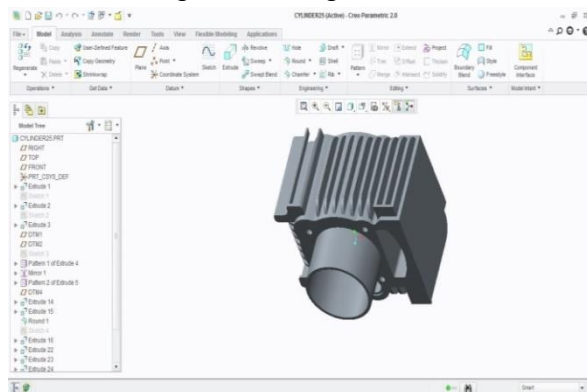 CYLINDER25 (Active) - Creo Parametric 2.0
File Model Analysis Annotate Render Tools View Flexible Modeling Applications
Regenerate
Copy
Paste
Delete
User-Defined Feature
Copy Geometry
Shrinkwrap
Plane
Axis
Point
Coordinate System
Sketch
Extrude
Revolve
Sweep
Swept Blend
Hole
Round
Chamfer
Draft
Shell
Rib
Pattern
Mirror
Trim
Merge
Extend
Offset
Intersect
Project
Thicken
Solidify
Boundary
Blend
Fill
Style
Freestyle
Component
Interface
Operations Get Data Datum Shapes Engineering Editing Surfaces Model Intent
Model Tree
CYLINDER25.PRT
RIGHT
TOP
FRONT
PRT_CSYS_DEF
Extrude 1
Sketch 1
Extrude 2
Sketch 2
Extrude 3
DTM1
DTM2
Sketch 3
Pattern 1 of Extrude 4
Mirror 1
Pattern 2 of Extrude 5
DTM4
Extrude 14
Extrude 15
Round 1
Sketch 4
Extrude 16
Extrude 22
Extrude 23
Extrude 24
Smart